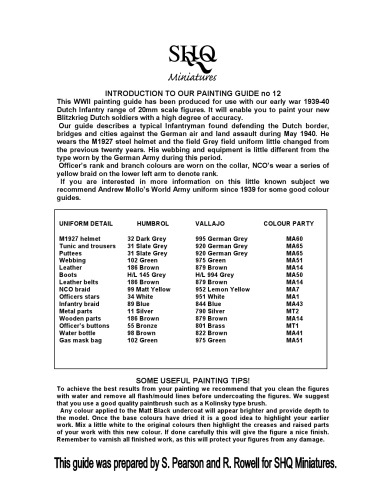 SHQ
Miniatures
INTRODUCTION TO OUR PAINTING GUIDE no 12
This WWII painting guide has been produced for use with our early war 1939-40
Dutch Infantry range of 20mm scale figures. It will enable you to paint your new
Blitzkrieg Dutch soldiers with a high degree of accuracy.
Our guide describes a typical Infantryman found defending the Dutch border,
bridges and cities against the German air and land assault during May 1940. He
wears the M1927 steel helmet and the field Grey field uniform little changed from
the previous twenty years. His webbing and equipment is little different from the
type worn by the German Army during this period.
Officer's rank and branch colours are worn on the collar, NCO's wear a series of
yellow braid on the lower left arm to denote rank.
If you are interested in more information on this little known subject we
recommend Andrew Mollo's World Army uniform since 1939 for some good colour
guides.
UNIFORM DETAIL HUMBROL VALLAJO COLOUR PARTY
M1927 helmet 32 Dark Grey 995 German Grey MA60
Tunic and trousers 31 Slate Grey 920 German Grey MA65
Puttees 31 Slate Grey 920 German Grey MA65
Webbing 102 Green 975 Green MA51
Leather 186 Brown 879 Brown MA14
Boots H/L 145 Grey H/L 994 Grey MA50
Leather belts 186 Brown 879 Brown MA14
NCO braid 99 Matt Yellow 952 Lemon Yellow MA7
Officers stars 34 White 951 White MA1
Infantry braid 89 Blue 844 Blue MA43
Metal parts 11 Silver 790 Silver MT2
Wooden parts 186 Brown 879 Brown MA14
Officer's buttons 55 Bronze 801 Brass MT1
Water bottle 98 Brown 822 Brown MA41
Gas mask bag 102 Green 975 Green MA51
SOME USEFUL PAINTING TIPS!
To achieve the best results from your painting we recommend that you clean the figures
with water and remove all flash/mould lines before undercoating the figures. We suggest
that you use a good quality paintbrush such as a Kolinsky type brush.
Any colour applied to the Matt Black undercoat will appear brighter and provide depth to
the model. Once the base colours have dried it is a good idea to highlight your earlier
work. Mix a little white to the original colours then highlight the creases and raised parts
of your work with this new colour. If done carefully this will give the figure a nice finish.
Remember to varnish all finished work, as this will protect your figures from any damage.
This guide was prepared by S. Pearson and R. Rowell for SHQ Miniatures.